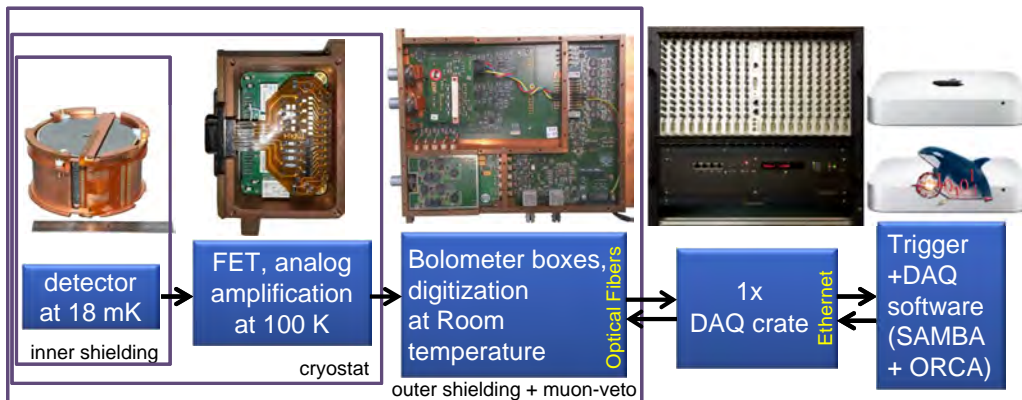 detector
at 18 mK
inner shielding
FET, analog
amplification
at 100 K
cryostat
Bolometer boxes,
digitization
at Room
temperature
Optical Fibers
outer shielding + muon-veto
1x
DAQ crate
Ethernet
Trigger
+DAQ
software
(SAMBA
+ ORCA)